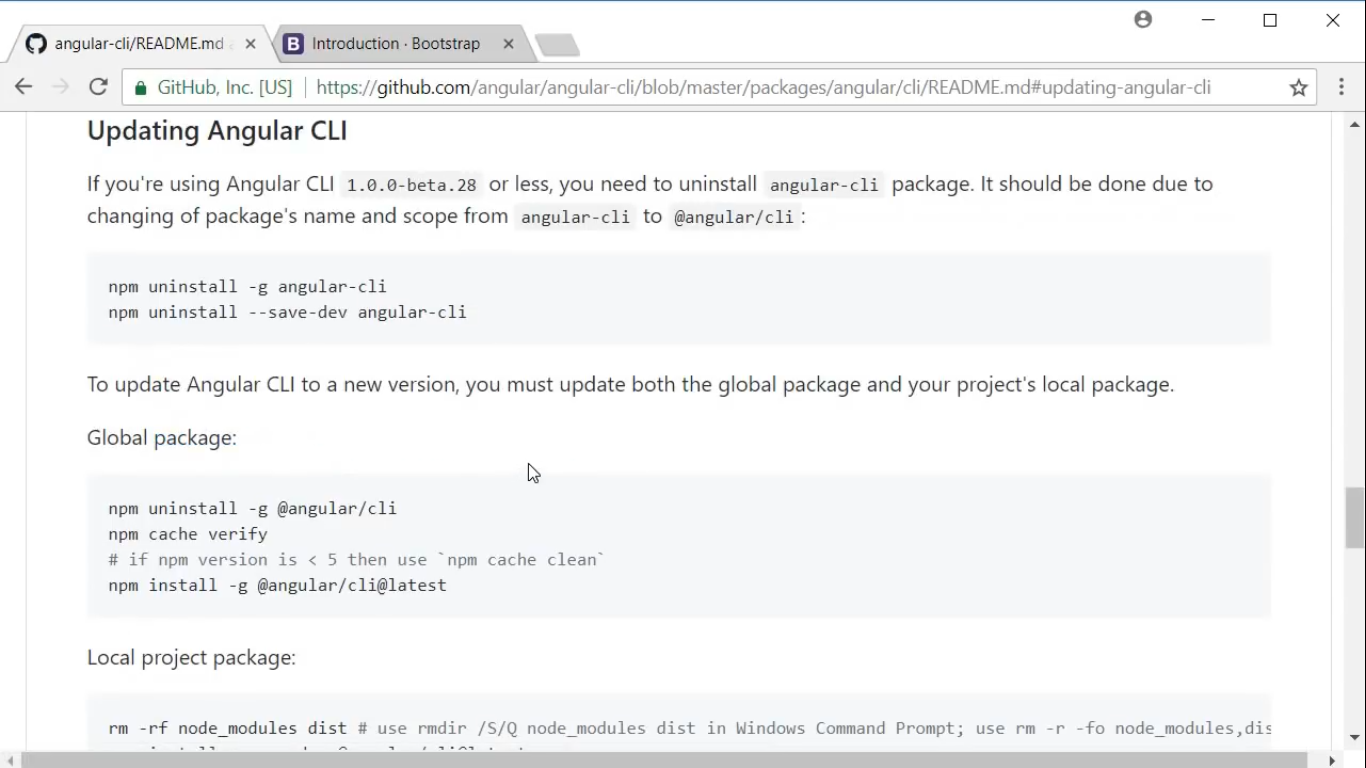 angular-cli/README.md
Introduction · Bootstrap
GitHub, Inc. [US]
https://github.com/angular/angular-cli/blob/master/packages/angular/cli/README.md#updating-angular-cli
Updating Angular CLI
If you're using Angular CLI 1.0.0-beta.28 or less, you need to uninstall angular-cli package. It should be done due to
changing of package's name and scope from angular-cli to @angular/cli:
npm uninstall -g angular-cli
npm uninstall --save-dev angular-cli
To update Angular CLI to a new version, you must update both the global package and your project's local package.
Global package:
npm uninstall -g @angular/cli
npm cache verify
# if npm version is < 5 then use `npm cache clean`
npm install -g @angular/cli@latest
Local project package:
rm -rf node_modules dist # use rmdir /S/Q node_modules dist in Windows Command Prompt; use rm -r -fo node_modules,dis